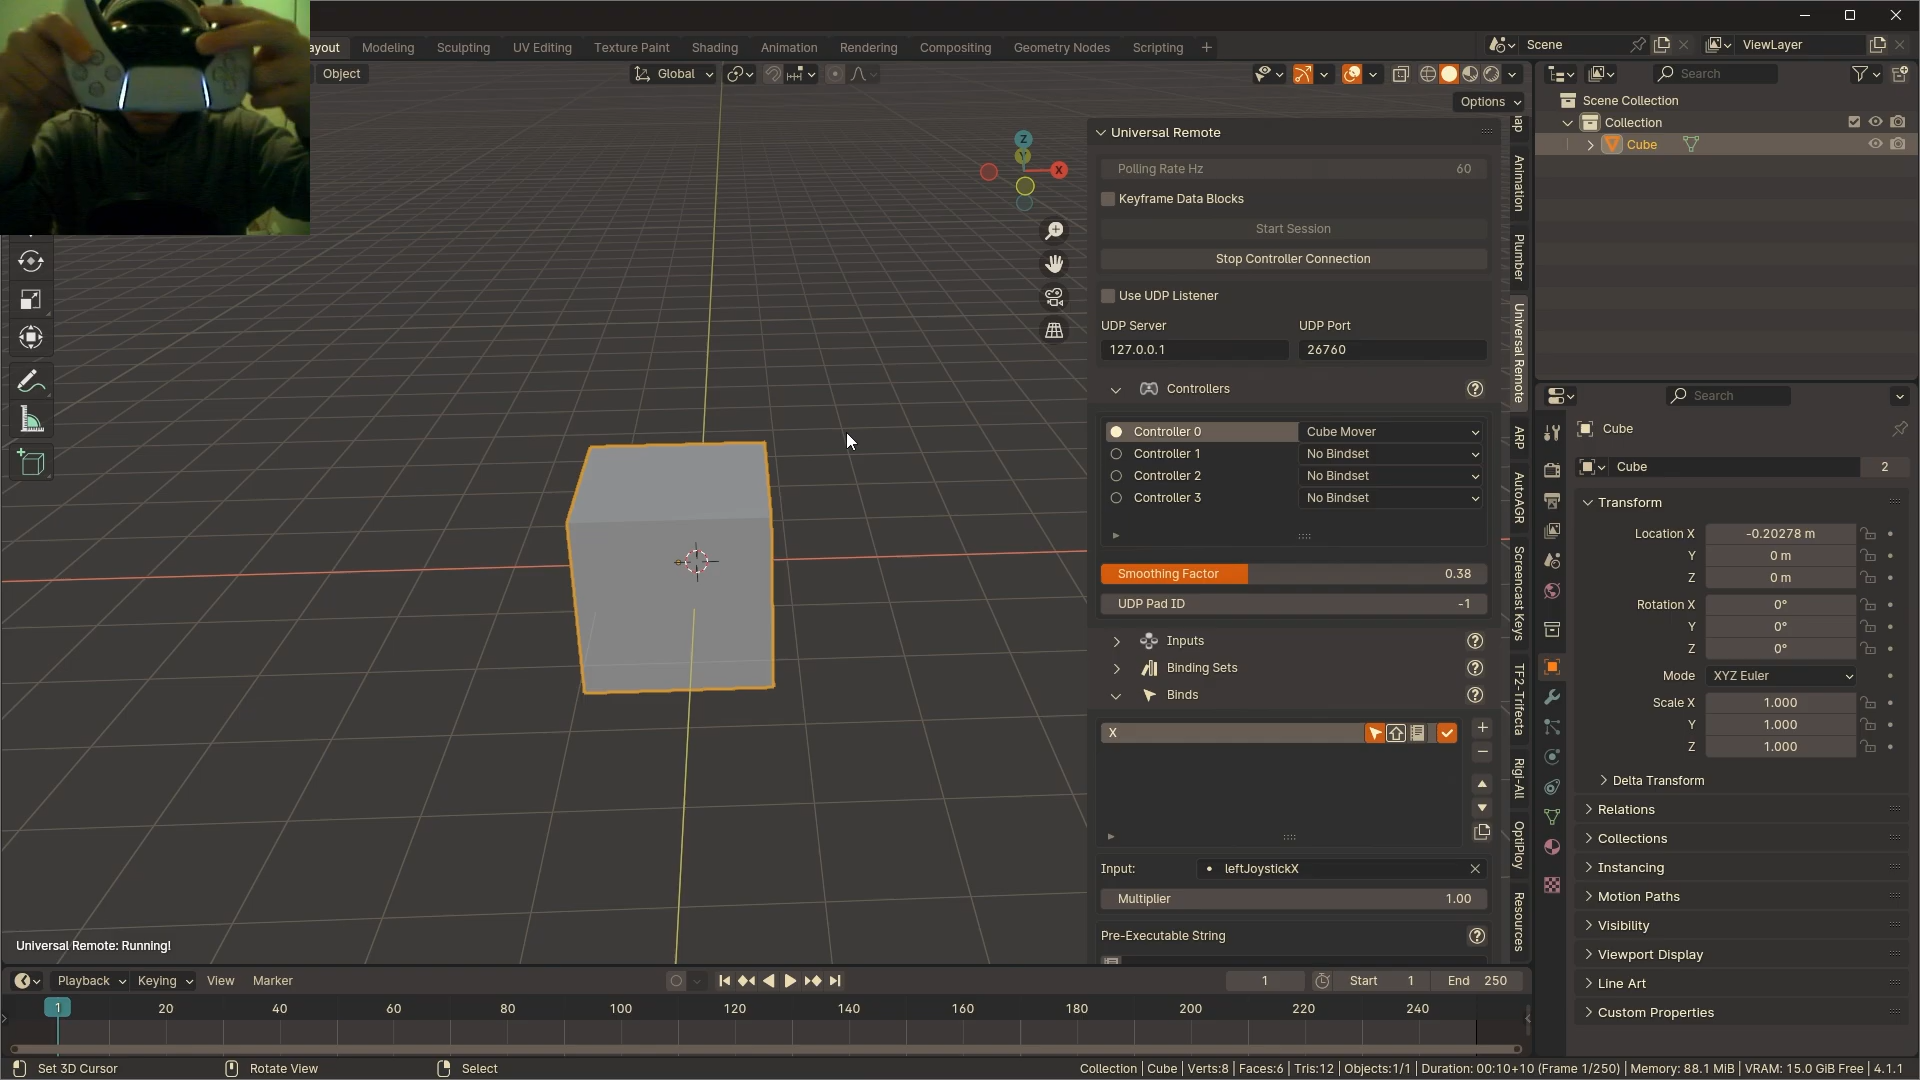 ayout Modeling Sculpting UV Editing Texture Paint Shading Animation Rendering Compositing Geometry Nodes Scripting +
Scene ViewLayer
Object Global
Search
Options
Scene Collection
Collection
Cube
Z
Y
X
Universal Remote
Polling Rate Hz 60
Keyframe Data Blocks
Start Session
Stop Controller Connection
Use UDP Listener
UDP Server UDP Port
127.0.0.1 26760
Controllers
Controller 0 Cube Mover
Controller 1 No Bindset
Controller 2 No Bindset
Controller 3 No Bindset
Smoothing Factor 0.38
UDP Pad ID -1
Inputs
Binding Sets
Binds
X
Input: leftJoystickX
Multiplier 1.00
Pre-Executable String
ap
Animation
Plumber
Universal Remote
ARP
AutoAGR
Screencast Keys
TF2-Trifecta
Rigi-All
OptiPloy
Resources
Search
Cube
Cube 2
Transform
Location X -0.20278 m
Y 0 m
Z 0 m
Rotation X 0°
Y 0°
Z 0°
Mode XYZ Euler
Scale X 1.000
Y 1.000
Z 1.000
Delta Transform
Relations
Collections
Instancing
Motion Paths
Visibility
Viewport Display
Line Art
Custom Properties
Universal Remote: Running!
Playback Keying View Marker
1 Start 1 End 250
1 20 40 60 80 100 120 140 160 180 200 220 240
Set 3D Cursor Rotate View Select
Collection | Cube | Verts:8 | Faces:6 | Tris:12 | Objects:1/1 | Duration: 00:10+10 (Frame 1/250) | Memory: 88.1 MiB | VRAM: 15.0 GiB Free | 4.1.1